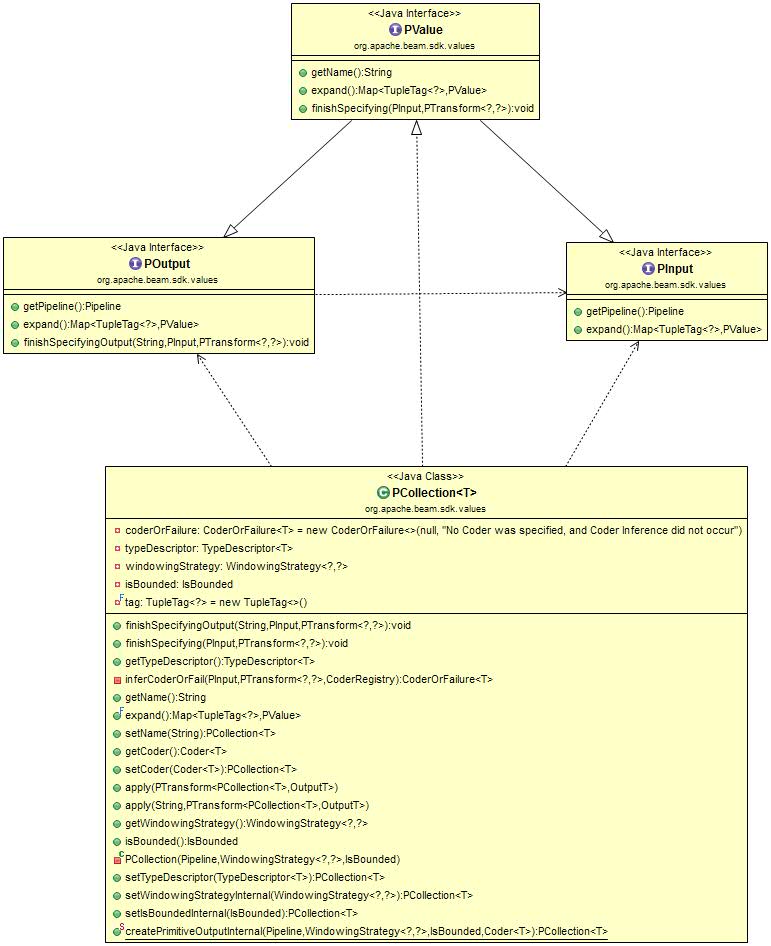 <<Java Interface>>
PValue
org.apache.beam.sdk.values
getName():String
expand():Map<TupleTag<?>,PValue>
finishSpecifying(PInput,PTransform<?,?>):void
<<Java Interface>>
POutput
org.apache.beam.sdk.values
getPipeline():Pipeline
expand():Map<TupleTag<?>,PValue>
finishSpecifyingOutput(String,PInput,PTransform<?,?>):void
<<Java Interface>>
PInput
org.apache.beam.sdk.values
getPipeline():Pipeline
expand():Map<TupleTag<?>,PValue>
<<Java Class>>
PCollection<T>
org.apache.beam.sdk.values
coderOrFailure: CoderOrFailure<T> = new CoderOrFailure<>(null, "No Coder was specified, and Coder Inference did not occur")
typeDescriptor: TypeDescriptor<T>
windowingStrategy: WindowingStrategy<?,?>
isBounded: IsBounded
tag: TupleTag<?> = new TupleTag<>()
finishSpecifyingOutput(String,PInput,PTransform<?,?>):void
finishSpecifying(PInput,PTransform<?,?>):void
getTypeDescriptor():TypeDescriptor<T>
inferCoderOrFail(PInput,PTransform<?,?>,CoderRegistry):CoderOrFailure<T>
getName():String
expand():Map<TupleTag<?>,PValue>
setName(String):PCollection<T>
getCoder():Coder<T>
setCoder(Coder<T>):PCollection<T>
apply(PTransform<PCollection<T>,OutputT>)
apply(String,PTransform<PCollection<T>,OutputT>)
getWindowingStrategy():WindowingStrategy<?,?>
isBounded():IsBounded
PCollection(Pipeline,WindowingStrategy<?,?>,IsBounded)
setTypeDescriptor(TypeDescriptor<T>):PCollection<T>
setWindowingStrategyInternal(WindowingStrategy<?,?>):PCollection<T>
setIsBoundedInternal(IsBounded):PCollection<T>
createPrimitiveOutputInternal(Pipeline,WindowingStrategy<?,?>,IsBounded,Coder<T>):PCollection<T>